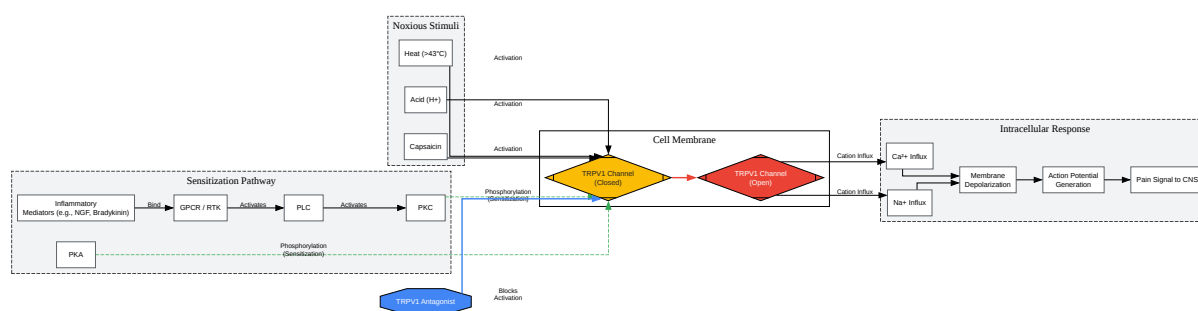 Noxious Stimuli
Heat (>43°C)
Activation
Acid (H+)
Activation
Capsaicin
Activation
Cell Membrane
TRPV1 Channel
(Closed)
TRPV1 Channel
(Open)
Cation Influx
Cation Influx
Intracellular Response
Ca²+ Influx
Na+ Influx
Membrane
Depolarization
Action Potential
Generation
Pain Signal to CNS
Sensitization Pathway
Inflammatory
Mediators (e.g., NGF, Bradykinin)
Bind
GPCR / RTK
Activates
PLC
Activates
PKC
Phosphorylation
(Sensitization)
PKA
Phosphorylation
(Sensitization)
TRPV1 Antagonist
Blocks
Activation